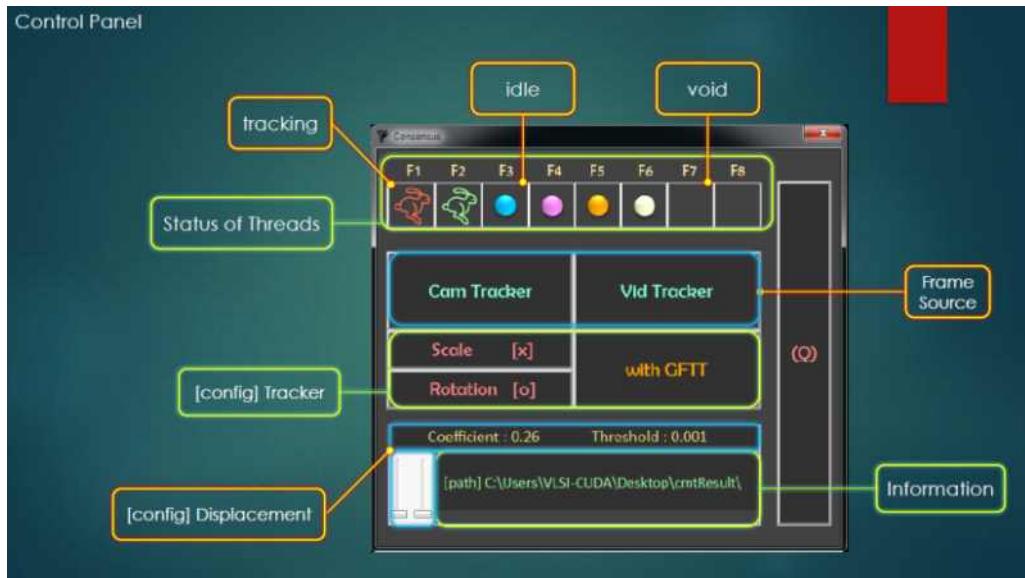 Control Panel
idle
void
tracking
Consensus
x
F1 F2 F3 F4 F5 F6 F7 F8
Status of Threads
Cam Tracker
Vid Tracker
Frame
Source
Scale [x]
with GFTT
(Q)
Rotation [o]
[config] Tracker
Coefficient : 0.26 Threshold : 0.001
[path] C:\Users\VLSI-CUDA\Desktop\cmtResult\
Information
[config] Displacement